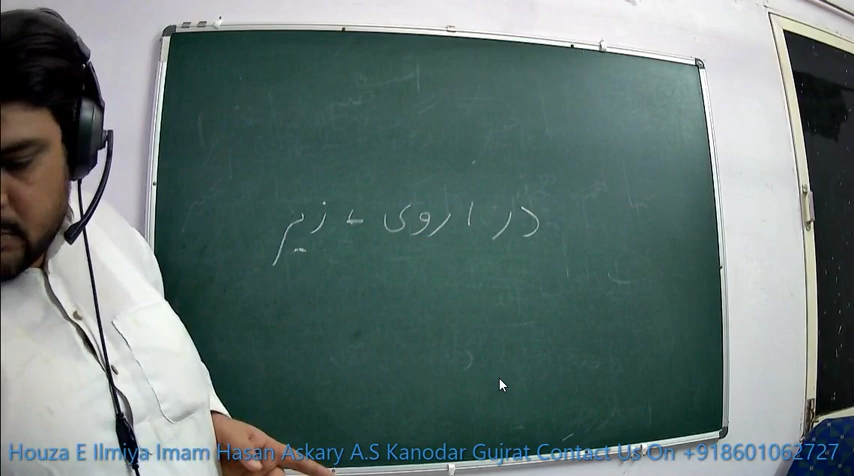 در اروی - زیر
Houza E Ilmiya Imam Hasan Askary A.S Kanodar Gujrat Contact Us On +918601062727